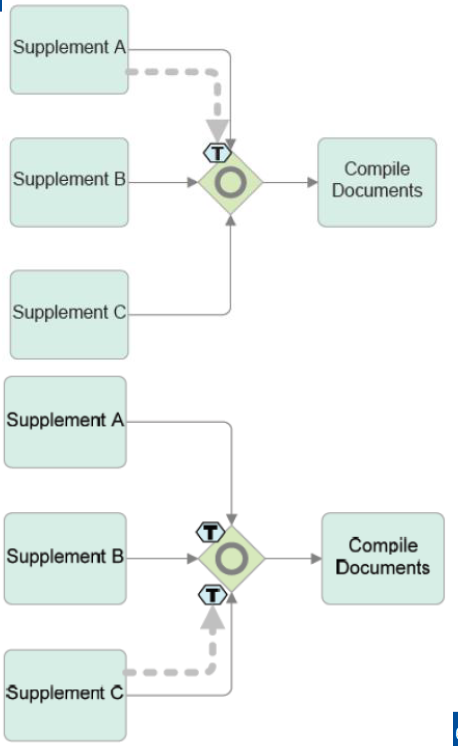 Supplement A
T
Supplement B
Compile
Documents
Supplement C
Supplement A
T
Supplement B
Compile
Documents
T
Supplement C